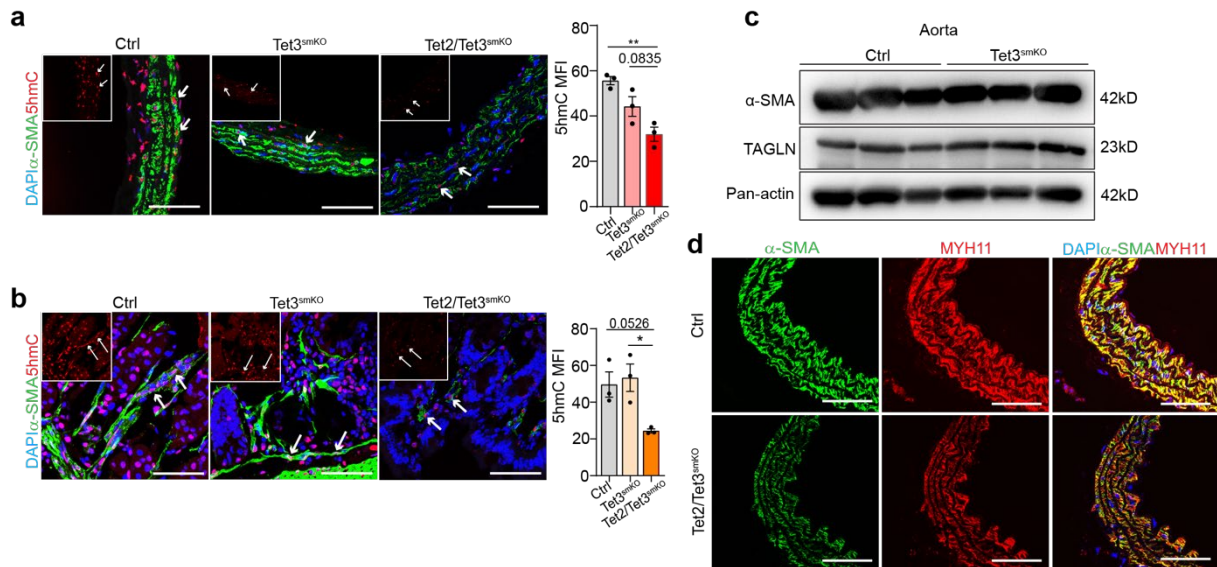 a
Ctrl
Tet3smKO
Tet2/Tet3smKO
DAPIα-SMA5hmC
5hmC MFI
80
60
40
20
0
**
0.0835
Ctrl
Tet3smKO
Tet2/Tet3smKO
b
Ctrl
Tet3smKO
Tet2/Tet3smKO
DAPIα-SMA5hmC
5hmC MFI
80
60
40
20
0
0.0526
*
Ctrl
Tet3smKO
Tet2/Tet3smKO
c
Aorta
Ctrl
Tet3smKO
α-SMA
42kD
TAGLN
23kD
Pan-actin
42kD
d
α-SMA
MYH11
DAPIα-SMAMYH11
Ctrl
Tet2/Tet3smKO